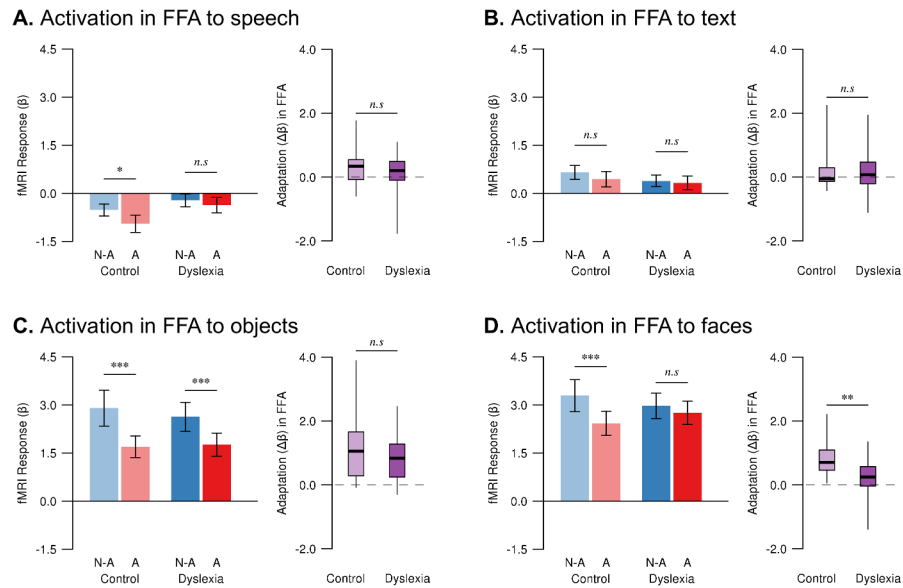 A. Activation in FFA to speech
fMRI Response (β)
4.5
3.0
1.5
0.0
-1.5
*
n.s
N-A A N-A A
Control Dyslexia
Adaptation (Δβ) in FFA
4.0
2.0
0.0
-2.0
n.s
Control Dyslexia
B. Activation in FFA to text
fMRI Response (β)
4.5
3.0
1.5
0.0
-1.5
n.s
n.s
N-A A N-A A
Control Dyslexia
Adaptation (Δβ) in FFA
4.0
2.0
0.0
-2.0
n.s
Control Dyslexia
C. Activation in FFA to objects
fMRI Response (β)
4.5
3.0
1.5
0.0
-1.5
***
***
N-A A N-A A
Control Dyslexia
Adaptation (Δβ) in FFA
4.0
2.0
0.0
-2.0
n.s
Control Dyslexia
D. Activation in FFA to faces
fMRI Response (β)
4.5
3.0
1.5
0.0
-1.5
***
n.s
N-A A N-A A
Control Dyslexia
Adaptation (Δβ) in FFA
4.0
2.0
0.0
-2.0
**
Control Dyslexia